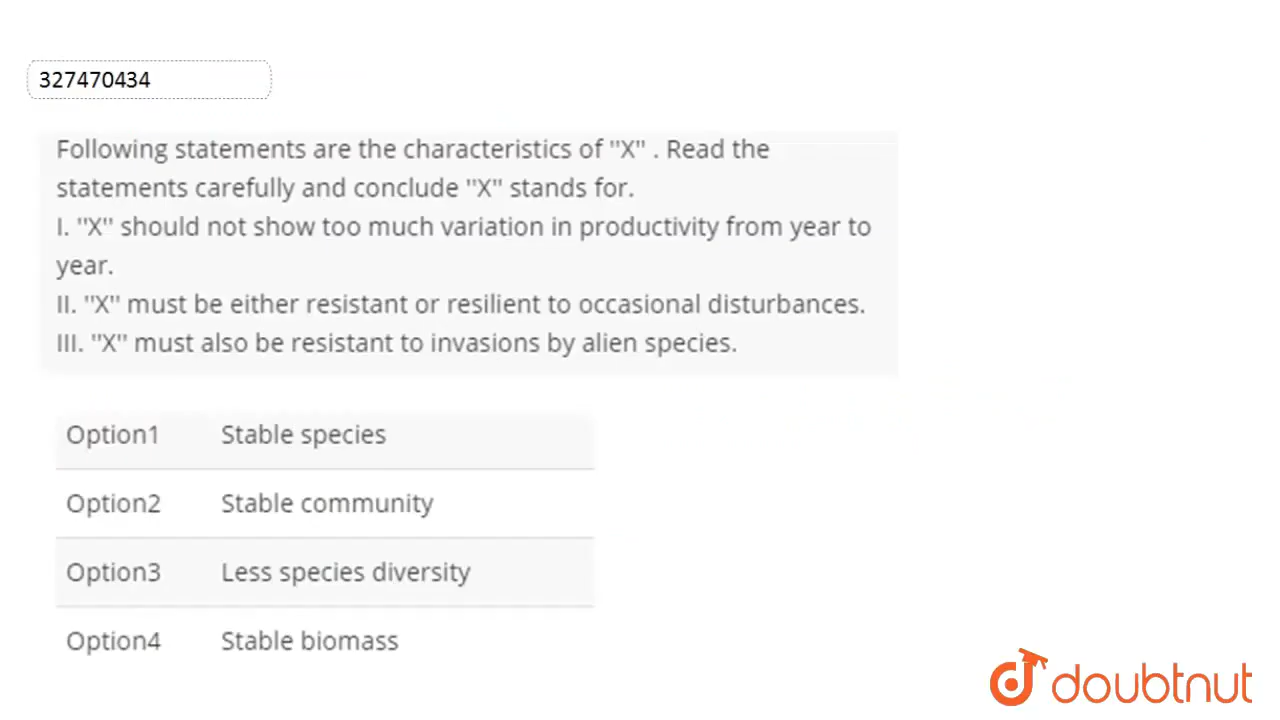 327470434
Following statements are the characteristics of ''X'' . Read the
statements carefully and conclude ''X'' stands for.
I. ''X'' should not show too much variation in productivity from year to
year.
II. ''X'' must be either resistant or resilient to occasional disturbances.
III. ''X'' must also be resistant to invasions by alien species.
Option1 Stable species
Option2 Stable community
Option3 Less species diversity
Option4 Stable biomass
doubtnut